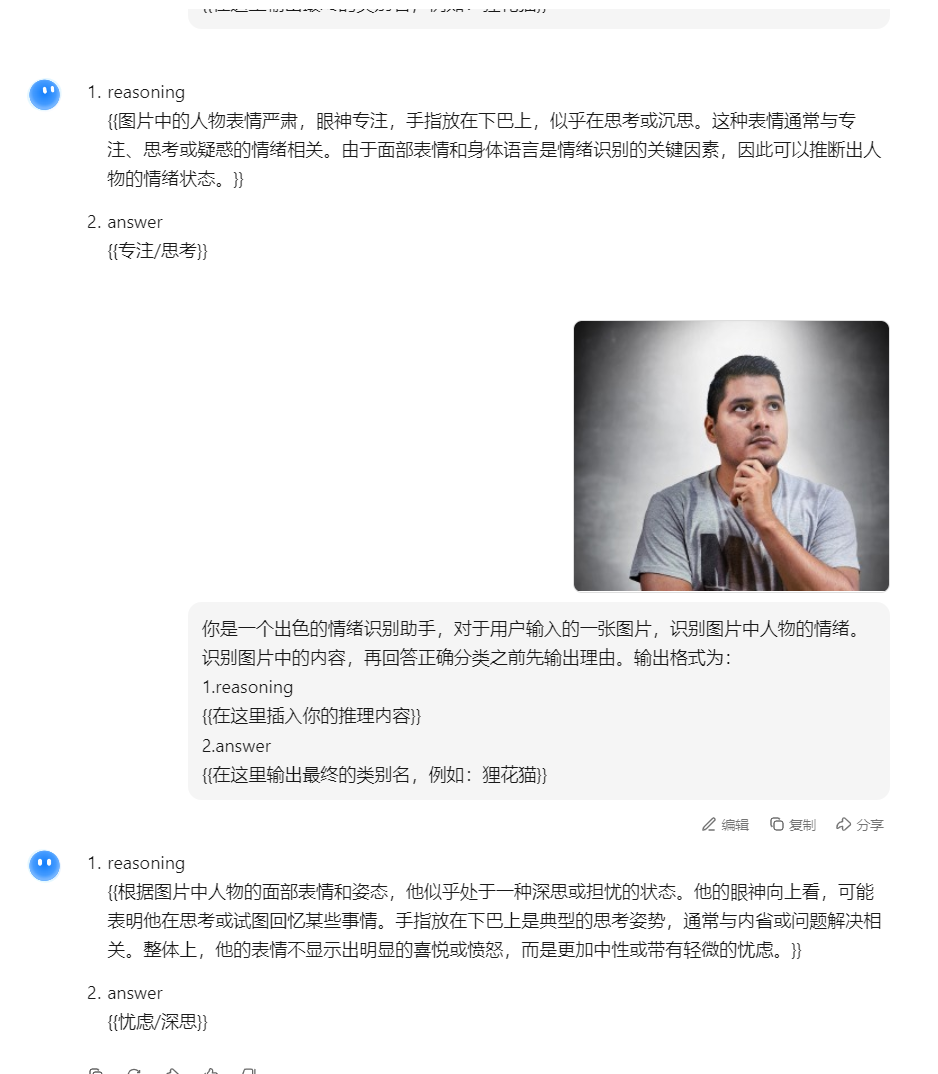 {{在这里输出最终的类别名，例如：狸花猫}}
1. reasoning
{{图片中的人物表情严肃，眼神专注，手指放在下巴上，似乎在思考或沉思。这种表情通常与专
注、思考或疑惑的情绪相关。由于面部表情和身体语言是情绪识别的关键因素，因此可以推断出人
物的情绪状态。}}
2. answer
{{专注/思考}}
你是一个出色的情绪识别助手，对于用户输入的一张图片，识别图片中人物的情绪。
识别图片中的内容，再回答正确分类之前先输出理由。输出格式为：
1.reasoning
{{在这里插入你的推理内容}}
2.answer
{{在这里输出最终的类别名，例如：狸花猫}}
编辑 复制 分享
1. reasoning
{{根据图片中人物的面部表情和姿态，他似乎处于一种深思或担忧的状态。他的眼神向上看，可能
表明他在思考或试图回忆某些事情。手指放在下巴上是典型的思考姿势，通常与内省或问题解决相
关。整体上，他的表情不显示出明显的喜悦或愤怒，而是更加中性或带有轻微的忧虑。}}
2. answer
{{忧虑/深思}}